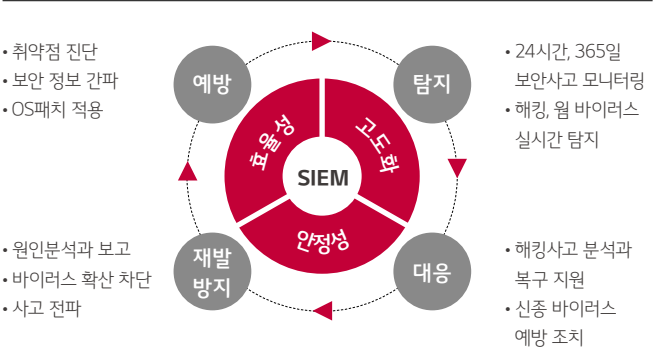 • 취약점 진단
• 보안 정보 간파
• OS패치 적용
예방
탐지
• 24시간, 365일
보안사고 모니터링
• 해킹, 웜 바이러스
실시간 탐지
효율성
고도화
SIEM
안정성
• 원인분석과 보고
• 바이러스 확산 차단
• 사고 전파
재발
방지
대응
• 해킹사고 분석과
복구 지원
• 신종 바이러스
예방 조치